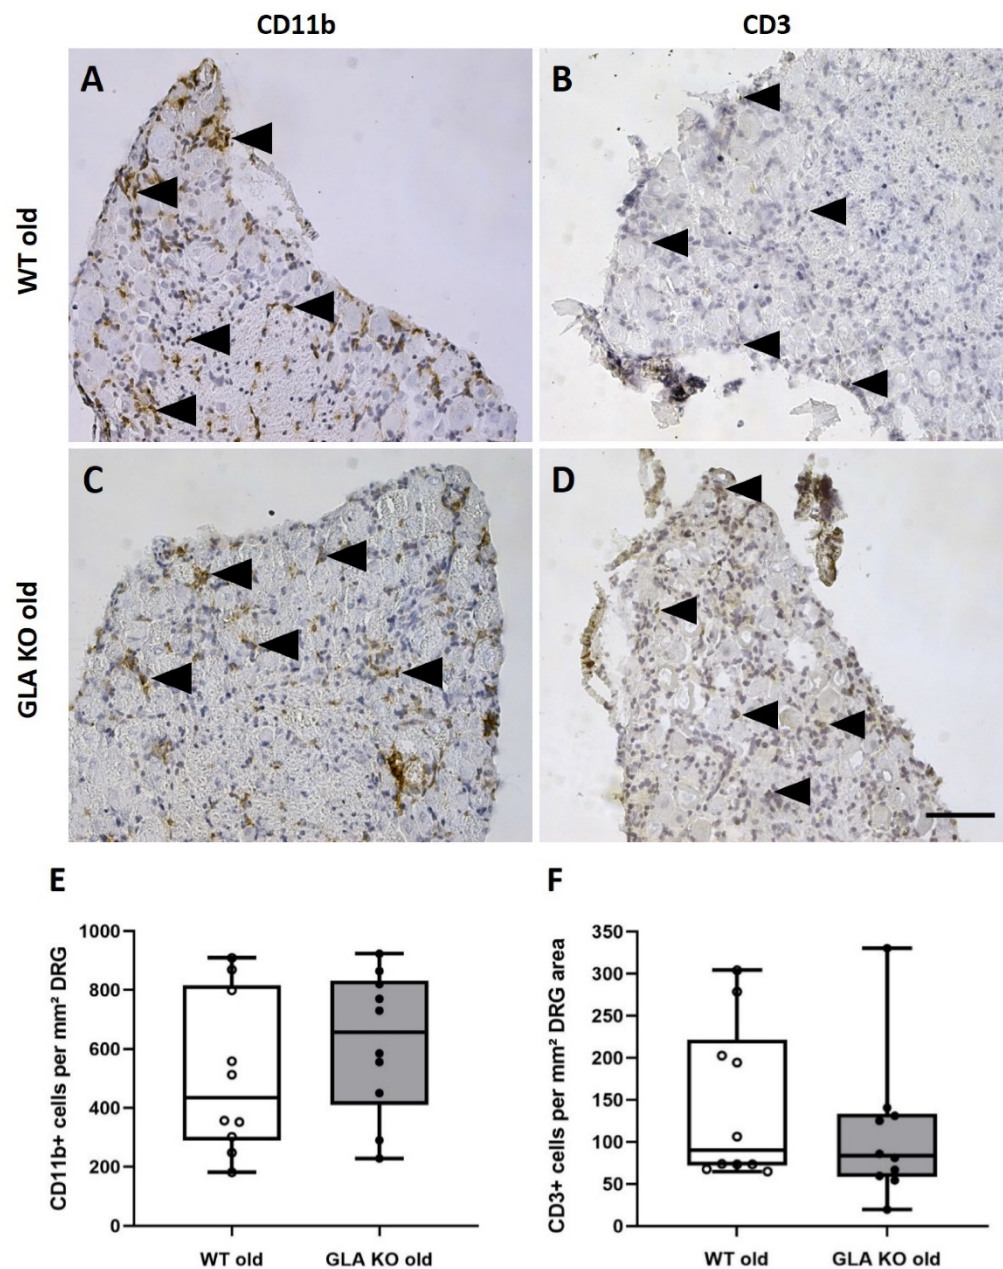 CD11b
CD3
WT old
A
B
GLA KO old
C
D
E
F
CD11b+ cells per mm² DRG
1000
800
600
400
200
0
WT old
GLA KO old
CD3+ cells per mm² DRG area
350
300
250
200
150
100
50
0
WT old
GLA KO old